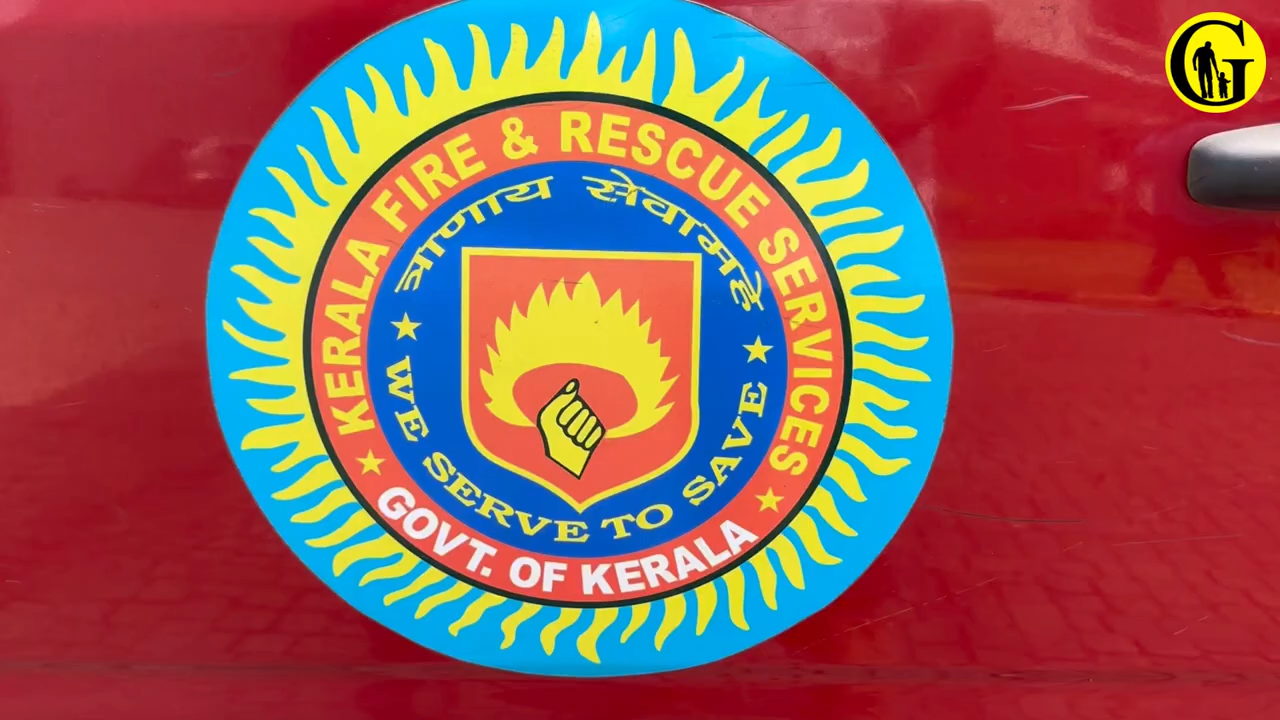 KERALA FIRE & RESCUE SERVICES
त्राणाय सेवामहे
WE SERVE TO SAVE
GOVT. OF KERALA
G